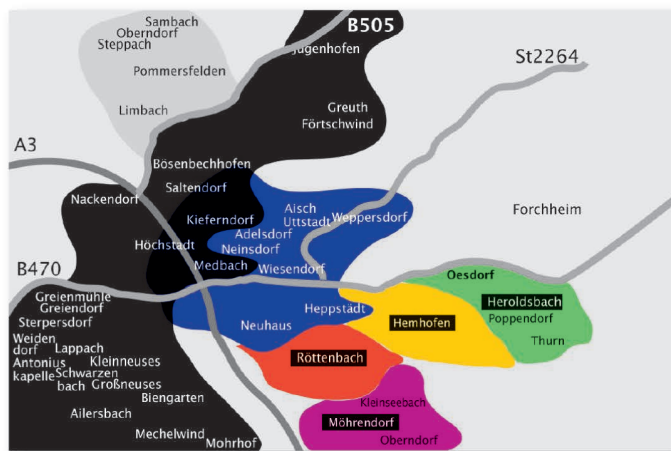 Sambach
Oberndorf
Steppach
B505
Jugenhofen
St2264
Pommersfelden
Limbach
Greuth
Förtschwind
A3
Bösenbechhofen
Saltendorf
Nackendorf
Kieferndorf
Aisch
Uttstadt
Weppersdorf
Forchheim
Adelsdorf
Neinsdorf
Höchstadt
Medbach
Wiesendorf
B470
Oesdorf
Greienmühle
Greiendorf
Sterpersdorf
Heppstädt
Heroldsbach
Poppendorf
Neuhaus
Hemhofen
Thurn
Weiden
dorf
Lappach
Antonius
kapelle
Kleinneuses
Schwarzen
bach
Großneuses
Röttenbach
Biengarten
Kleinseebach
Ailersbach
Möhrendorf
Mechelwind
Mohrhof
Oberndorf